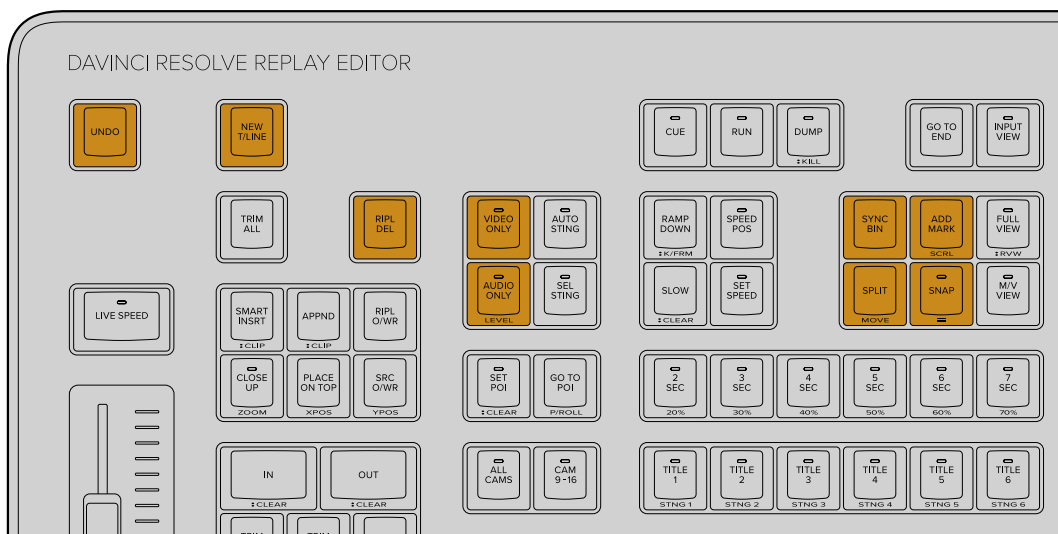 DAVINCI RESOLVE REPLAY EDITOR
UNDO
NEW
T/LINE
CUE
RUN
DUMP
:KILL
GO TO
END
INPUT
VIEW
TRIM
ALL
RIPL
DEL
VIDEO
ONLY
AUTO
STING
RAMP
DOWN
:K/FRM
SPEED
POS
SYNC
BIN
ADD
MARK
SCRL
FULL
VIEW
:RVW
LIVE SPEED
AUDIO
ONLY
LEVEL
SEL
STING
SLOW
:CLEAR
SET
SPEED
SPLIT
MOVE
SNAP
M/V
VIEW
SMART
INSRT
:CLIP
APPND
:CLIP
RIPL
O/WR
CLOSE
UP
ZOOM
PLACE
ON TOP
XPOS
SRC
O/WR
YPOS
SET
POI
:CLEAR
GO TO
POI
P/ROLL
2
SEC
20%
3
SEC
30%
4
SEC
40%
5
SEC
50%
6
SEC
60%
7
SEC
70%
IN
:CLEAR
OUT
:CLEAR
ALL
CAMS
CAM
9-16
TITLE
1
STNG 1
TITLE
2
STNG 2
TITLE
3
STNG 3
TITLE
4
STNG 4
TITLE
5
STNG 5
TITLE
6
STNG 6